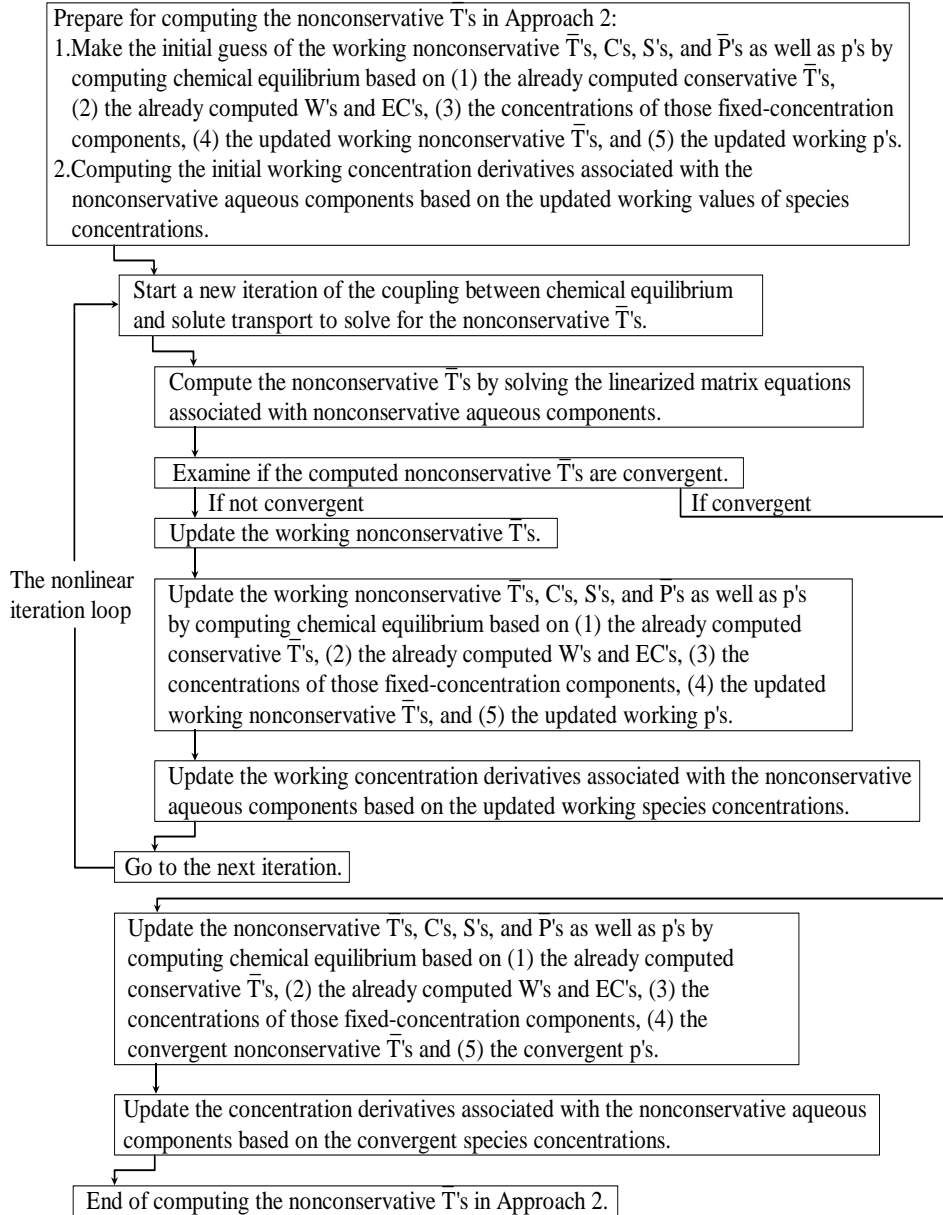 Prepare for computing the nonconservative T̅'s in Approach 2:
1.Make the initial guess of the working nonconservative T̅'s, C's, S's, and P̅'s as well as p's by
computing chemical equilibrium based on (1) the already computed conservative T̅'s,
(2) the already computed W's and EC's, (3) the concentrations of those fixed-concentration
components, (4) the updated working nonconservative T̅'s, and (5) the updated working p's.
2.Computing the initial working concentration derivatives associated with the
nonconservative aqueous components based on the updated working values of species
concentrations.
Start a new iteration of the coupling between chemical equilibrium
and solute transport to solve for the nonconservative T̅'s.
Compute the nonconservative T̅'s by solving the linearized matrix equations
associated with nonconservative aqueous components.
Examine if the computed nonconservative T̅'s are convergent.
If not convergent
If convergent
Update the working nonconservative T̅'s.
The nonlinear
iteration loop
Update the working nonconservative T̅'s, C's, S's, and P̅'s as well as p's
by computing chemical equilibrium based on (1) the already computed
conservative T̅'s, (2) the already computed W's and EC's, (3) the
concentrations of those fixed-concentration components, (4) the updated
working nonconservative T̅'s, and (5) the updated working p's.
Update the working concentration derivatives associated with the nonconservative
aqueous components based on the updated working species concentrations.
Go to the next iteration.
Update the nonconservative T̅'s, C's, S's, and P̅'s as well as p's by
computing chemical equilibrium based on (1) the already computed
conservative T̅'s, (2) the already computed W's and EC's, (3) the
concentrations of those fixed-concentration components, (4) the
convergent nonconservative T̅'s and (5) the convergent p's.
Update the concentration derivatives associated with the nonconservative aqueous
components based on the convergent species concentrations.
End of computing the nonconservative T̅'s in Approach 2.